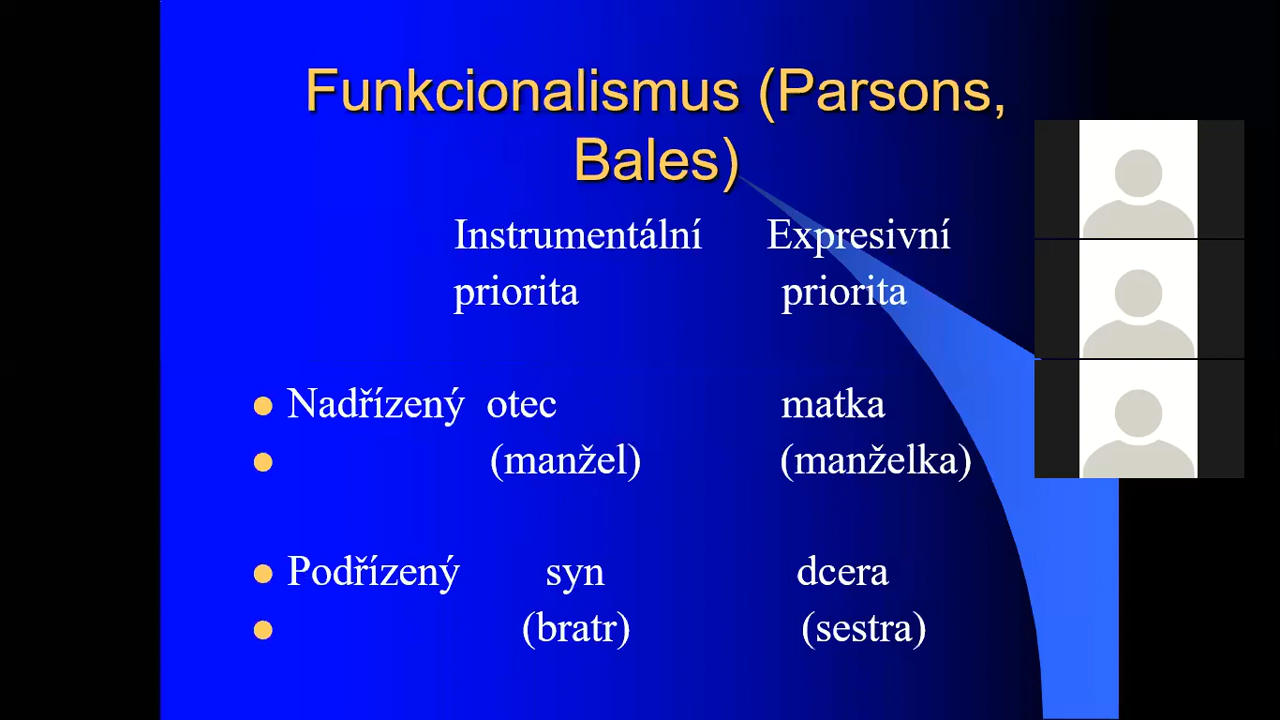 Funkcionalismus (Parsons,
Bales)
Instrumentální Expresivní
priorita priorita
Nadřízený otec matka
(manžel) (manželka)
Podřízený syn dcera
(bratr) (sestra)